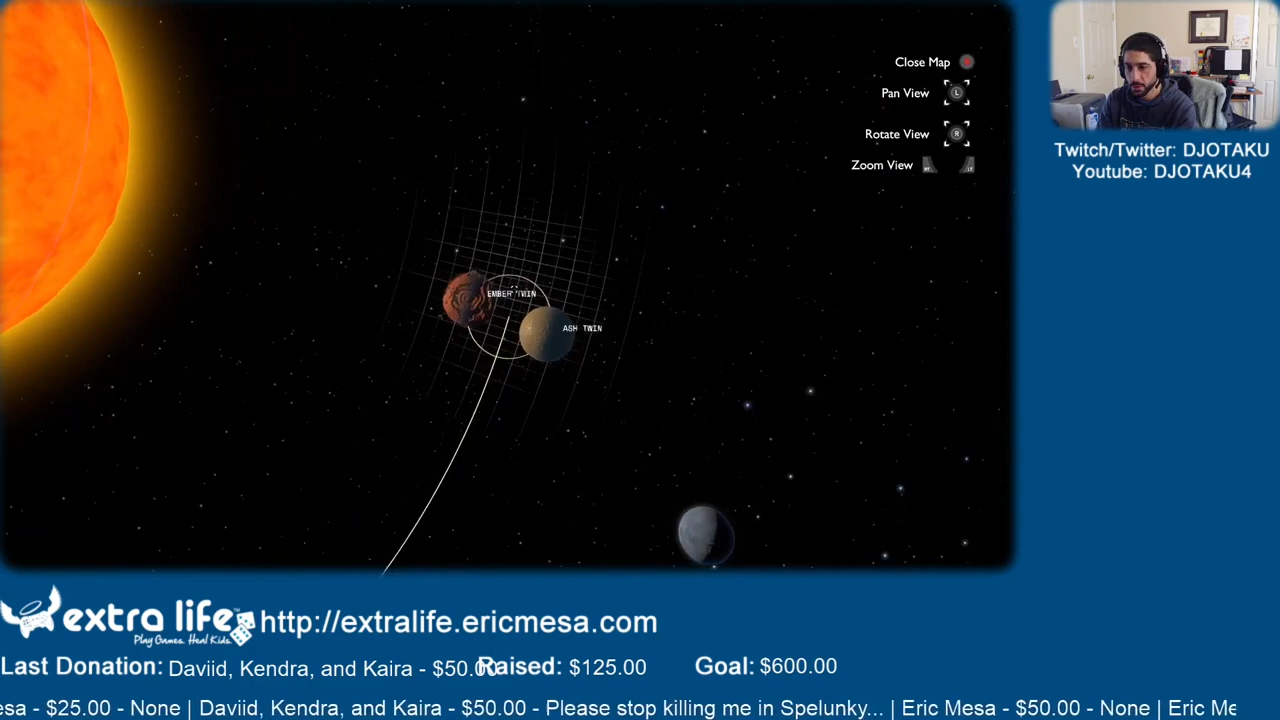 Close Map
Pan View L
Rotate View R
Zoom View RT LT
EMBER TWIN
ASH TWIN
Twitch/Twitter: DJOTAKU
Youtube: DJOTAKU4
extra life
Play Games. Heal Kids.
http://extralife.ericmesa.com
Last Donation: Daviid, Kendra, and Kaira - $50.00 Raised: $125.00 Goal: $600.00
esa - $25.00 - None | Daviid, Kendra, and Kaira - $50.00 - Please stop killing me in Spelunky... | Eric Mesa - $50.00 - None | Eric Me